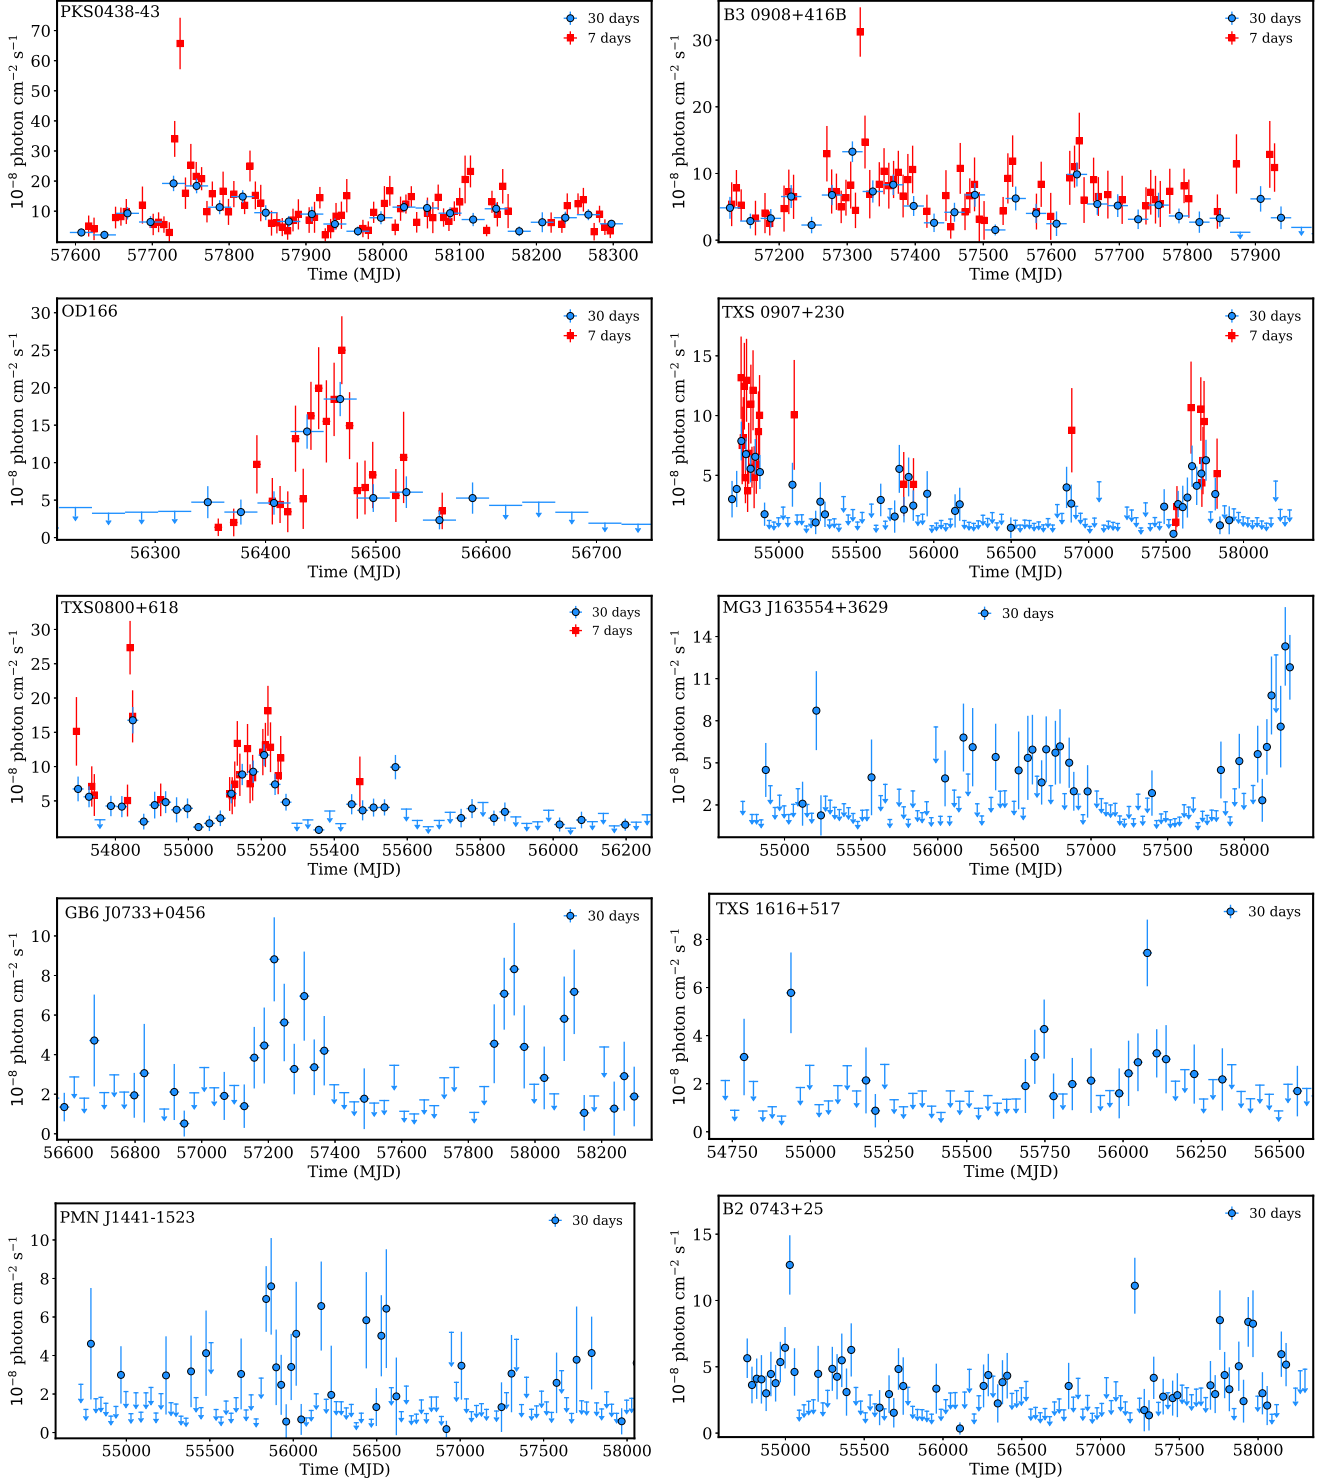 PKS0438-43
30 days
7 days
10⁻⁸ photon cm⁻² s⁻¹
70
60
50
40
30
20
10
57600 57700 57800 57900 58000 58100 58200 58300
Time (MJD)
B3 0908+416B
30 days
7 days
10⁻⁸ photon cm⁻² s⁻¹
30
20
10
0
57200 57300 57400 57500 57600 57700 57800 57900
Time (MJD)
OD166
30 days
7 days
10⁻⁸ photon cm⁻² s⁻¹
30
25
20
15
10
5
0
56300 56400 56500 56600 56700
Time (MJD)
TXS 0907+230
30 days
7 days
10⁻⁸ photon cm⁻² s⁻¹
15
10
5
55000 55500 56000 56500 57000 57500 58000
Time (MJD)
TXS0800+618
30 days
7 days
10⁻⁸ photon cm⁻² s⁻¹
30
25
20
15
10
5
54800 55000 55200 55400 55600 55800 56000 56200
Time (MJD)
MG3 J163554+3629
30 days
10⁻⁸ photon cm⁻² s⁻¹
14
11
8
5
2
55000 55500 56000 56500 57000 57500 58000
Time (MJD)
GB6 J0733+0456
30 days
10⁻⁸ photon cm⁻² s⁻¹
10
8
6
4
2
0
56600 56800 57000 57200 57400 57600 57800 58000 58200
Time (MJD)
TXS 1616+517
30 days
10⁻⁸ photon cm⁻² s⁻¹
8
6
4
2
0
54750 55000 55250 55500 55750 56000 56250 56500
Time (MJD)
PMN J1441-1523
30 days
10⁻⁸ photon cm⁻² s⁻¹
10
8
6
4
2
0
55000 55500 56000 56500 57000 57500 58000
Time (MJD)
B2 0743+25
30 days
10⁻⁸ photon cm⁻² s⁻¹
15
10
5
0
55000 55500 56000 56500 57000 57500 58000
Time (MJD)